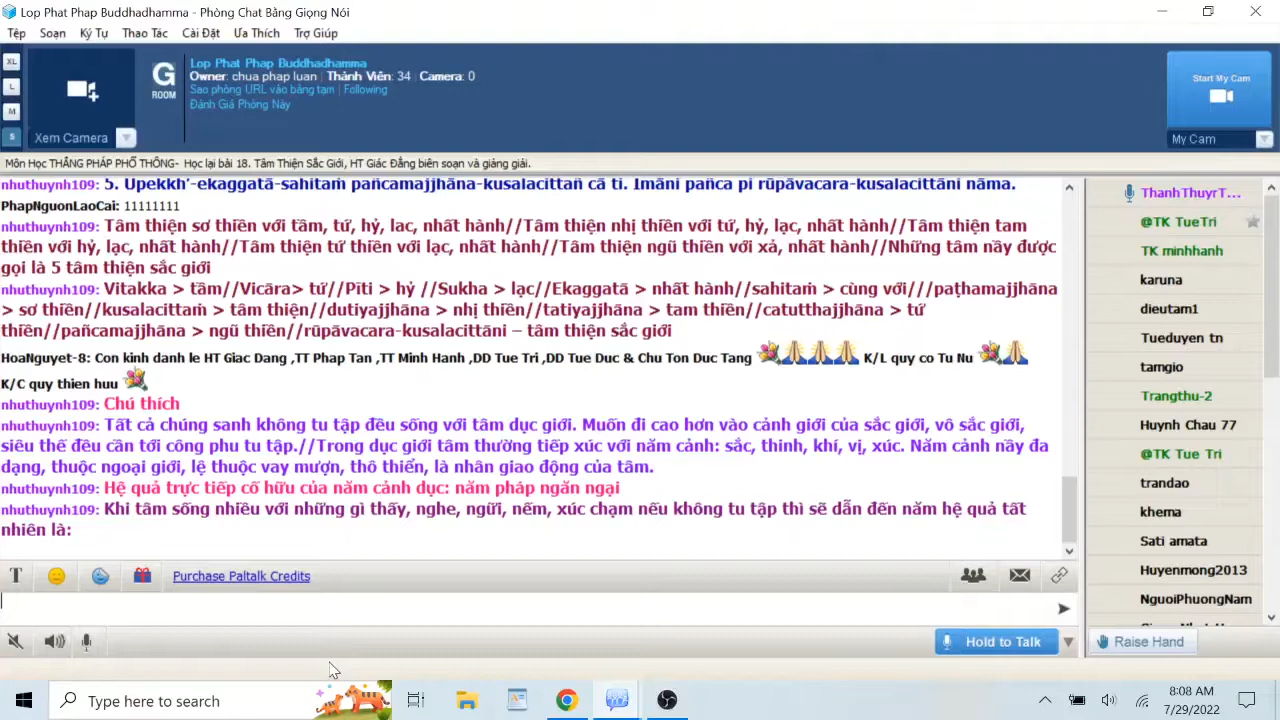 Lop Phat Phap Buddhadhamma - Phòng Chat Bằng Giọng Nói
Tệp Soạn Ký Tự Thao Tác Cài Đặt Ưa Thích Trợ Giúp
XL
L
M
S
Xem Camera
G
ROOM
Lop Phat Phap Buddhadhamma
Owner: chua phap luan | Thành Viên: 34 | Camera: 0
Sao phòng URL vào bảng tạm | Following
Đánh Giá Phòng Này
Start My Cam
My Cam
Môn Học THẮNG PHÁP PHỔ THÔNG- Học lại bài 18. Tâm Thiện Sắc Giới, HT Giác Đẳng biên soạn và giảng giải.
nhuthuynh109: 5. Upekkh'-ekaggatā-sahitaṁ pañcamajjhāna-kusalacittañ cā ti. Imāni pañca pi rūpāvacara-kusalacittāni nāma.
PhapNguonLaoCai: 11111111
nhuthuynh109: Tâm thiện sơ thiền với tầm, tứ, hỷ, lac, nhất hành//Tâm thiện nhị thiền với tứ, hỷ, lạc, nhất hành//Tâm thiện tam
thiền với hỷ, lạc, nhất hành//Tâm thiện tứ thiền với lạc, nhất hành//Tâm thiện ngũ thiền với xả, nhất hành//Những tâm nầy được
gọi là 5 tâm thiện sắc giới
nhuthuynh109: Vitakka > tầm//Vicāra> tứ//Pīti > hỷ //Sukha > lạc//Ekaggatā > nhất hành//sahitaṁ > cùng với///paṭhamajjhāna
> sơ thiền//kusalacittaṁ > tâm thiện//dutiyajjhāna > nhị thiền//tatiyajjhāna > tam thiền//catutthajjhāna > tứ
thiền//pañcamajjhāna > ngũ thiền//rūpāvacara-kusalacittāni – tâm thiện sắc giới
HoaNguyet-8: Con kinh danh le HT Giac Dang ,TT Phap Tan ,TT Minh Hanh ,DD Tue Tri ,DD Tue Duc & Chu Ton Duc Tang K/L quy co Tu Nu
K/C quy thien huu
nhuthuynh109: Chú thích
nhuthuynh109: Tất cả chúng sanh không tu tập đều sống với tâm dục giới. Muốn đi cao hơn vào cảnh giới của sắc giới, vô sắc giới,
siêu thế đều cần tới công phu tu tập.//Trong dục giới tâm thường tiếp xúc với năm cảnh: sắc, thinh, khí, vị, xúc. Năm cảnh nầy đa
dạng, thuộc ngoại giới, lệ thuộc vay mượn, thô thiển, là nhân giao động của tâm.
nhuthuynh109: Hệ quả trực tiếp cố hữu của năm cảnh dục: năm pháp ngăn ngại
nhuthuynh109: Khi tâm sống nhiều với những gì thấy, nghe, ngửi, nếm, xúc chạm nếu không tu tập thì sẽ dẫn đến năm hệ quả tất
nhiên là:
ThanhThuyrT...
@TK TueTri
TK minhhanh
karuna
dieutam1
Tueduyen tn
tamgio
Trangthu-2
Huynh Chau 77
@TK Tue Tri
trandao
khema
Sati amata
Huyenmong2013
NguoiPhuongNam
T
Purchase Paltalk Credits
Hold to Talk
Raise Hand
Type here to search
8:08 AM
7/29/2022